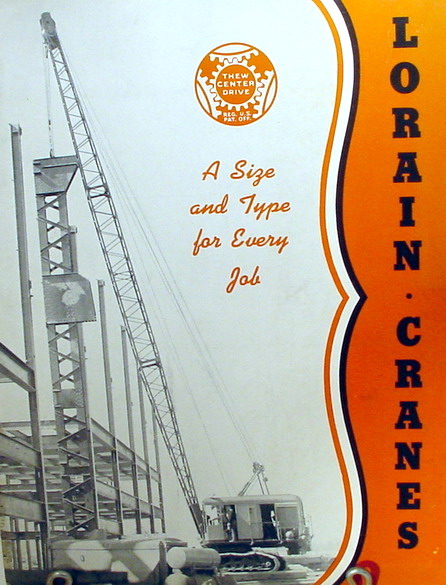 THEW
CENTER
DRIVE
REG. U.S.
PAT. OFF.
A Size
and Type
for Every
Job
LORAIN · CRANES